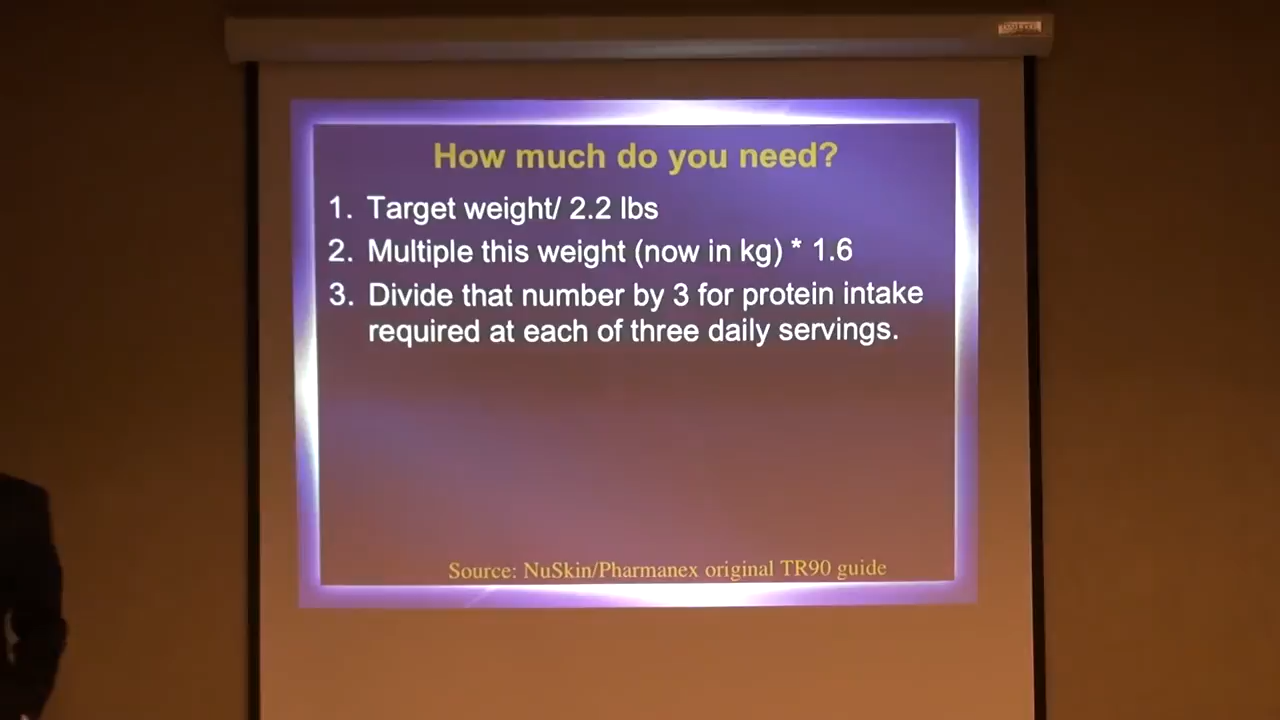 How much do you need?
1. Target weight/ 2.2 lbs
2. Multiple this weight (now in kg) * 1.6
3. Divide that number by 3 for protein intake
required at each of three daily servings.
Source: NuSkin/Pharmanex original TR90 guide